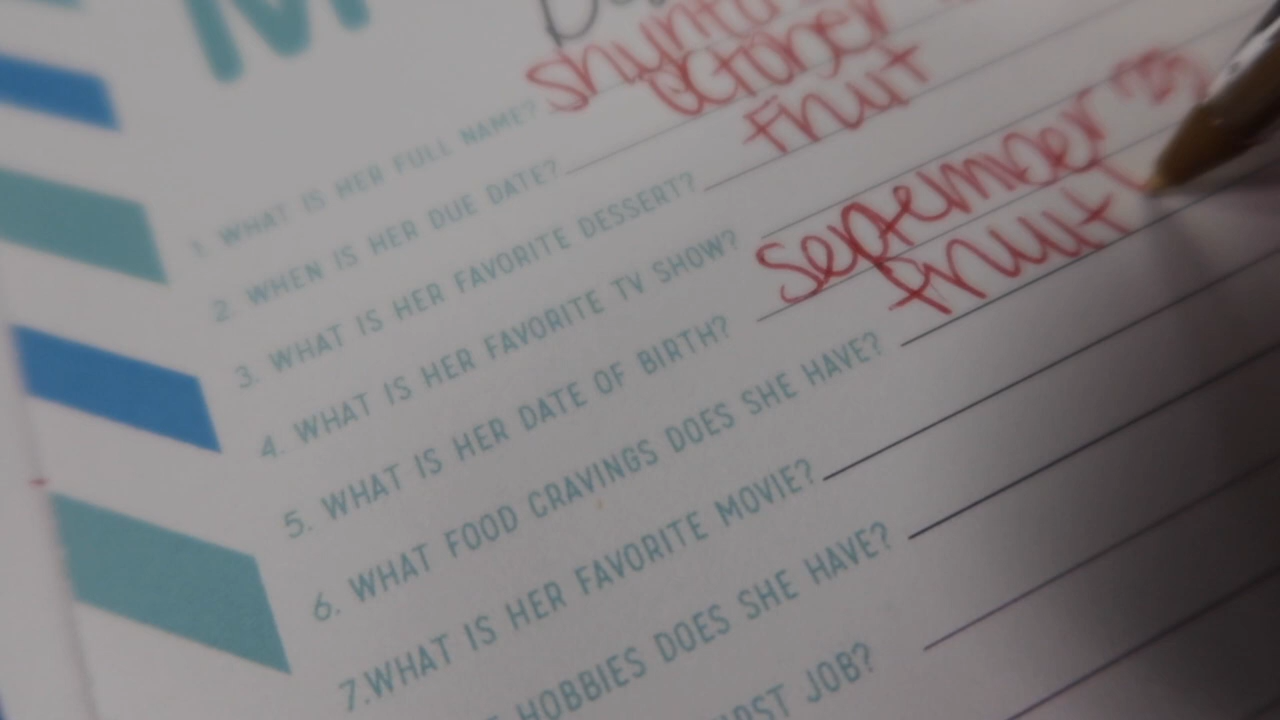 M
1. WHAT IS HER FULL NAME? Shunta
2. WHEN IS HER DUE DATE? October
3. WHAT IS HER FAVORITE DESSERT? Fruit
4. WHAT IS HER FAVORITE TV SHOW?
5. WHAT IS HER DATE OF BIRTH? September
6. WHAT FOOD CRAVINGS DOES SHE HAVE? fruit
7. WHAT IS HER FAVORITE MOVIE?
HOBBIES DOES SHE HAVE?
JOB?